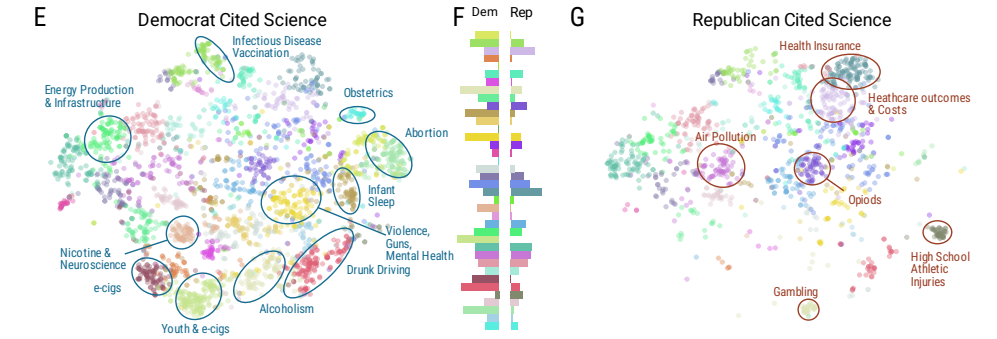 E
Democrat Cited Science
Infectious Disease
Vaccination
Energy Production
& Infrastructure
Obstetrics
Abortion
Infant
Sleep
Violence,
Guns,
Mental Health
Drunk Driving
Nicotine &
Neuroscience
e-cigs
Alcoholism
Youth & e-cigs
F
Dem
Rep
G
Republican Cited Science
Health Insurance
Heathcare outcomes
& Costs
Air Pollution
Opiods
High School
Athletic
Injuries
Gambling